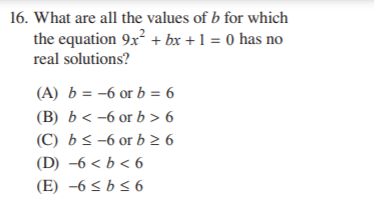 16. What are all the values of b for which
the equation 9x² + bx + 1 = 0 has no
real solutions?
(A) b = −6 or b = 6
(B) b < −6 or b > 6
(C) b ≤ −6 or b ≥ 6
(D) −6 < b < 6
(E) −6 ≤ b ≤ 6